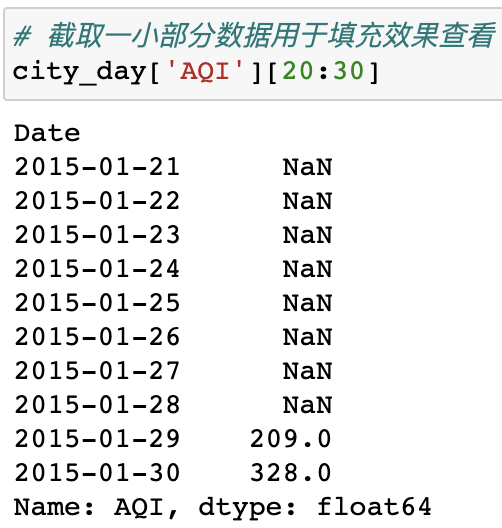 # 截取一小部分数据用于填充效果查看
city_day['AQI'][20:30]
Date
2015-01-21 NaN
2015-01-22 NaN
2015-01-23 NaN
2015-01-24 NaN
2015-01-25 NaN
2015-01-26 NaN
2015-01-27 NaN
2015-01-28 NaN
2015-01-29 209.0
2015-01-30 328.0
Name: AQI, dtype: float64